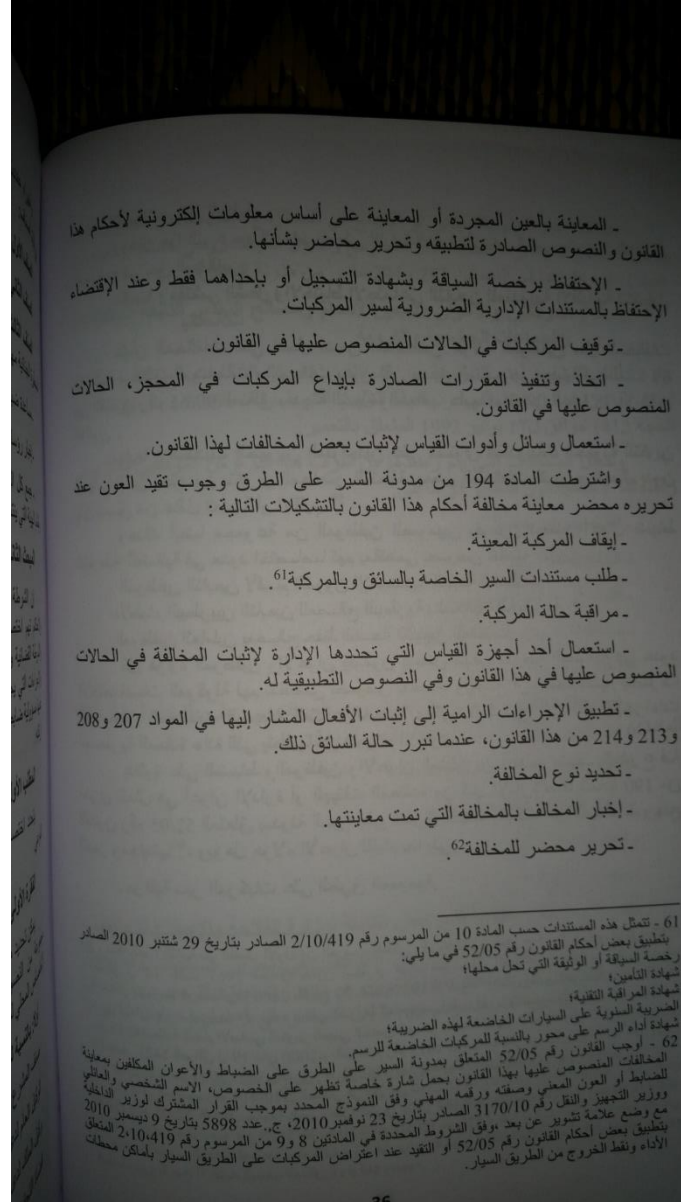 ـ المعاينة بالعين المجردة أو المعاينة على أساس معلومات إلكترونية لأحكام هذا
القانون والنصوص الصادرة لتطبيقه وتحرير محاضر بشأنها.
ـ الإحتفاظ برخصة السياقة وبشهادة التسجيل أو بإحداهما فقط وعند الإقتضاء
الإحتفاظ بالمستندات الإدارية الضرورية لسير المركبات.
ـ توقيف المركبات في الحالات المنصوص عليها في القانون.
ـ اتخاذ وتنفيذ المقررات الصادرة بإيداع المركبات في المحجز، الحالات
المنصوص عليها في القانون.
ـ استعمال وسائل وأدوات القياس لإثبات بعض المخالفات لهذا القانون.
واشترطت المادة 194 من مدونة السير على الطرق وجوب تقيد العون عند
تحريره محضر معاينة مخالفة أحكام هذا القانون بالتشكيلات التالية :
ـ إيقاف المركبة المعينة.
ـ طلب مستندات السير الخاصة بالسائق وبالمركبة61.
ـ مراقبة حالة المركبة.
ـ استعمال أحد أجهزة القياس التي تحددها الإدارة لإثبات المخالفة في الحالات
المنصوص عليها في هذا القانون وفي النصوص التطبيقية له.
ـ تطبيق الإجراءات الرامية إلى إثبات الأفعال المشار إليها في المواد 207 و208
و213 و214 من هذا القانون، عندما تبرر حالة السائق ذلك.
ـ تحديد نوع المخالفة.
ـ إخبار المخالف بالمخالفة التي تمت معاينتها.
ـ تحرير محضر للمخالفة62.
61 - تتمثل هذه المستندات حسب المادة 10 من المرسوم رقم 2/10/419 الصادر بتاريخ 29 شتنبر 2010 الصادر
بتطبيق بعض أحكام القانون رقم 52/05 في ما يلي:
رخصة السياقة أو الوثيقة التي تحل محلها؛
شهادة التأمين؛
شهادة المراقبة التقنية؛
الضريبة السنوية على السيارات الخاضعة لهذه الضريبة؛
شهادة أداء الرسم على محور بالنسبة للمركبات الخاضعة للرسم.
62 - أوجب القانون رقم 52/05 المتعلق بمدونة السير على الطرق على الضباط والأعوان المكلفين بمعاينة
المخالفات المنصوص عليها بهذا القانون بحمل شارة خاصة تظهر على الخصوص، الاسم الشخصي والعائلي
للضابط أو العون المعني وصفته ورقمه المهني وفق النموذج المحدد بموجب القرار المشترك لوزير الداخلية
ووزير التجهيز والنقل رقم 3170/10 الصادر بتاريخ 23 نوفمبر 2010، ج. عدد 5898 بتاريخ 9 ديسمبر 2010
مع وضع علامة تشوير عن بعد ،وفق الشروط المحددة في المادتين 8 و9 من المرسوم رقم 2.10.419 المتعلق
بتطبيق بعض أحكام القانون رقم 52/05 أو التقيد عند اعتراض المركبات على الطريق السيار بأماكن محطات
الأداء ونقط الخروج من الطريق السيار.
26